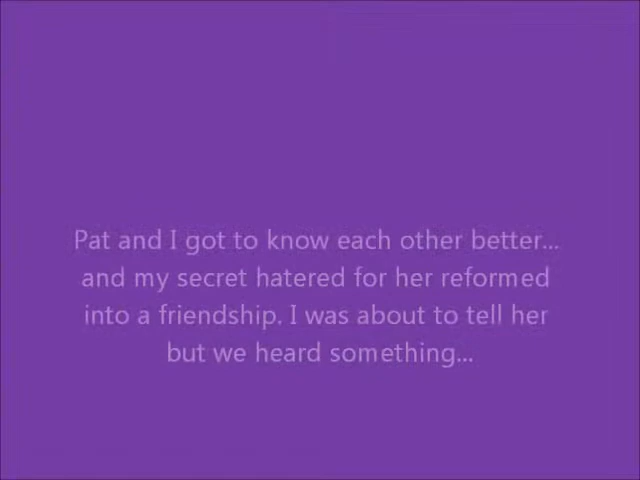 Pat and I got to know each other better...
and my secret hatered for her reformed
into a friendship. I was about to tell her
but we heard something...